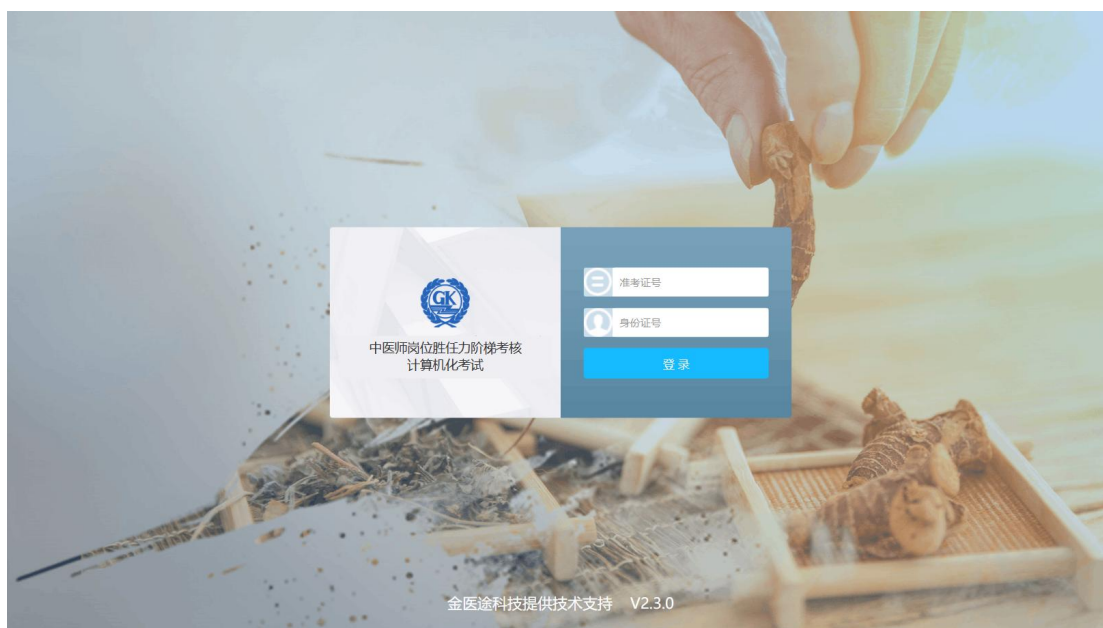 GK
中医师岗位胜任力阶梯考核
计算机化考试
准考证号
身份证号
登录
金医途科技提供技术支持 V2.3.0